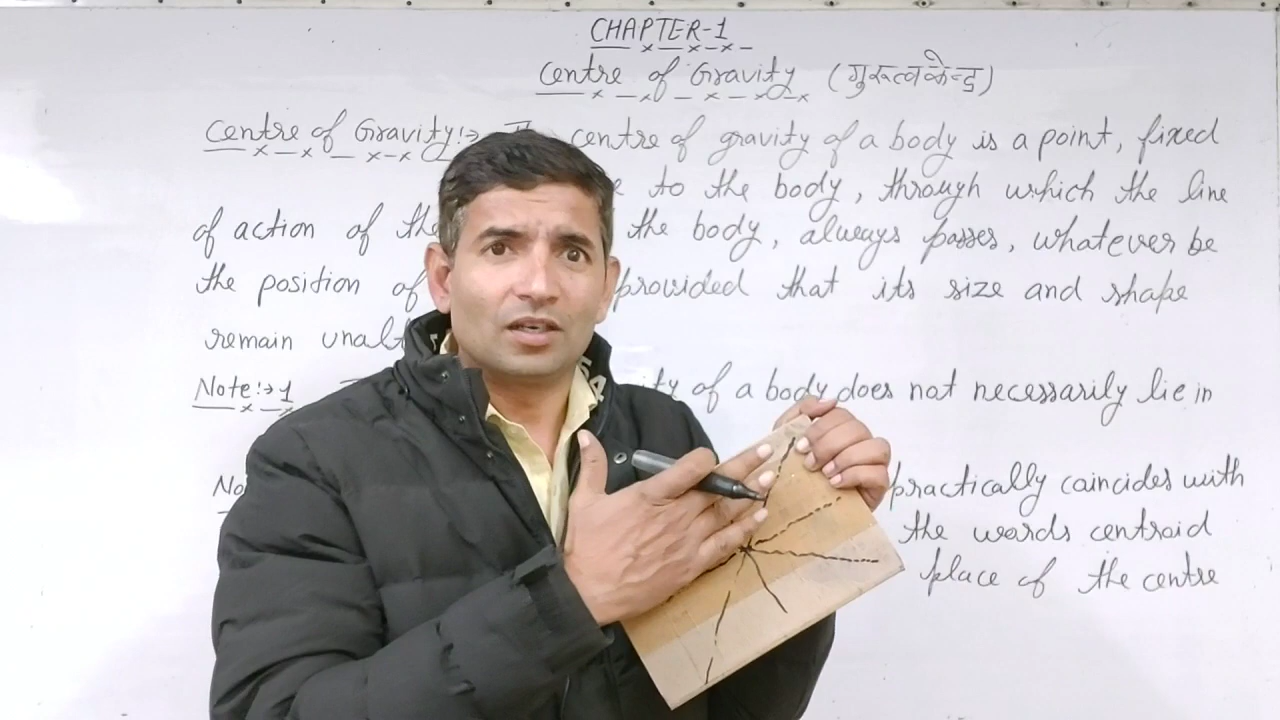 CHAPTER-1
Centre of Gravity (गुरुत्वकेन्द्र)
Centre of Gravity:→ centre of gravity of a body is a point, fixed
to the body, through which the line
of action of the the body, always passes, whatever be
the position of provided that its size and shape
remain
Note:→1 of a body does not necessarily lie in
practically coincides with
the words centroid
place of the centre